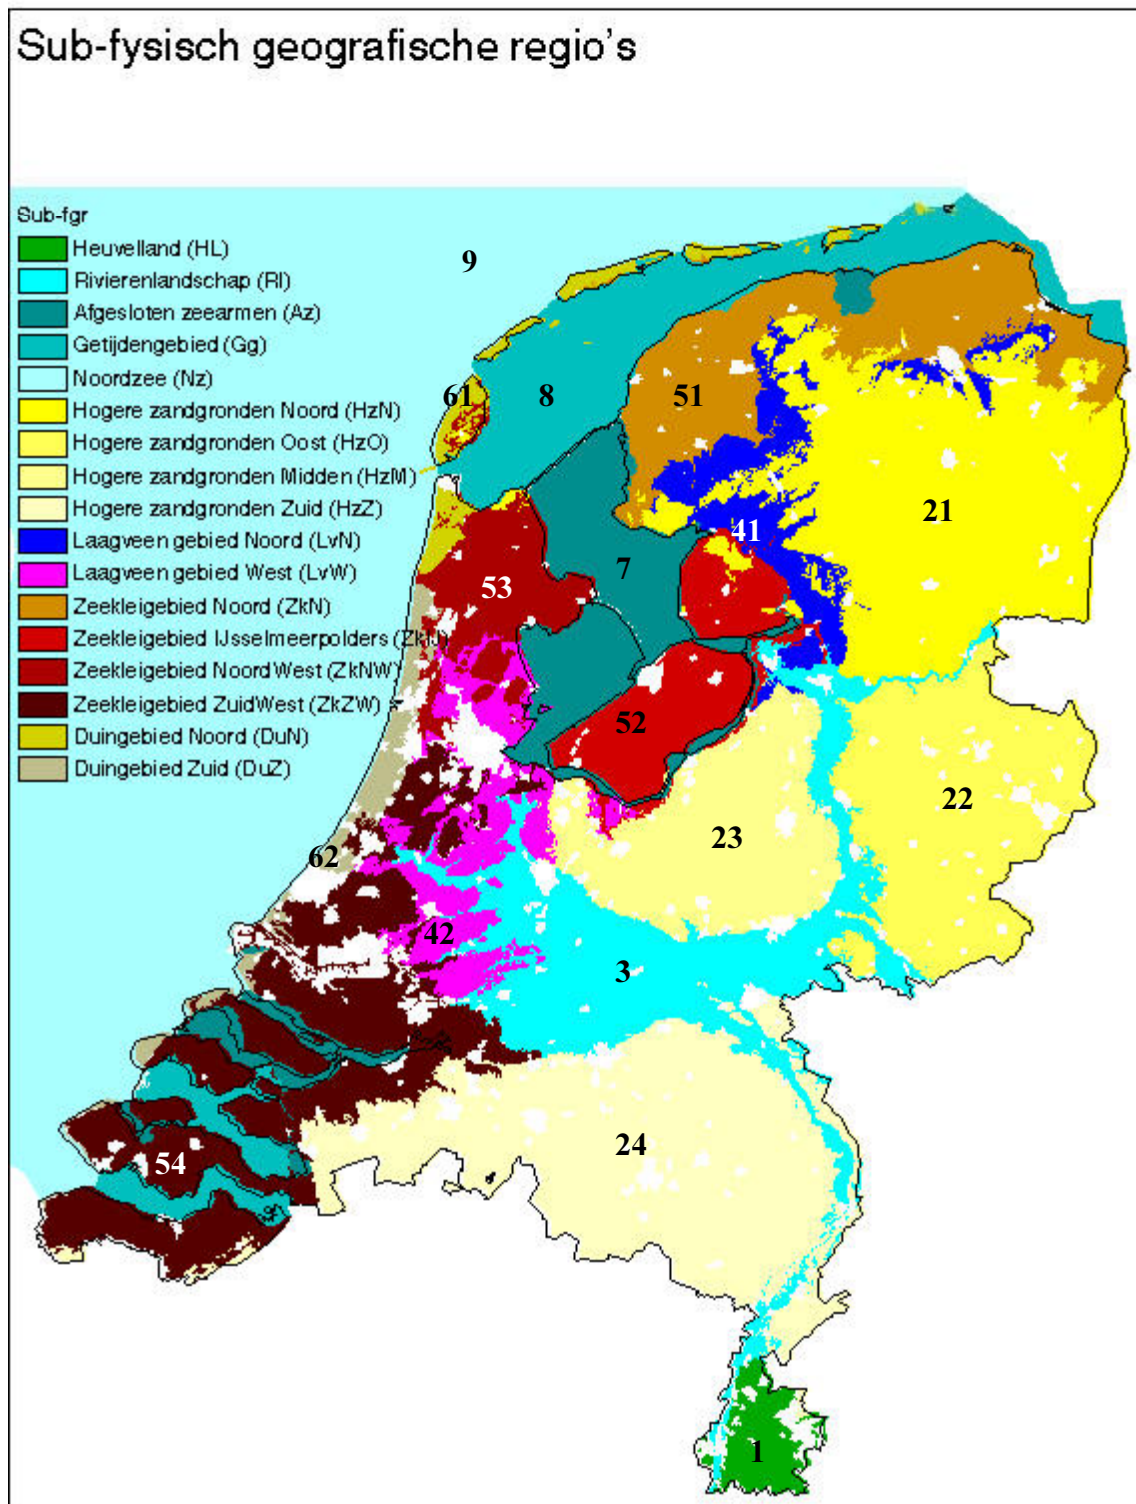 Sub-fysisch geografische regio's
Sub-fgr
Heuvelland (HL)
Rivierenlandschap (Rl)
Afgesloten zeearmen (Az)
Getijdengebied (Gg)
Noordzee (Nz)
Hogere zandgronden Noord (HzN)
Hogere zandgronden Oost (HzO)
Hogere zandgronden Midden (HzM)
Hogere zandgronden Zuid (HzZ)
Laagveen gebied Noord (LvN)
Laagveen gebied West (LvW)
Zeekleigebied Noord (ZkN)
Zeekleigebied IJsselmeerpolders (ZkIJ)
Zeekleigebied NoordWest (ZkNW)
Zeekleigebied ZuidWest (ZkZW)
Duingebied Noord (DuN)
Duingebied Zuid (DuZ)
9
61
8
51
21
41
7
53
52
22
23
62
42
3
24
54
1